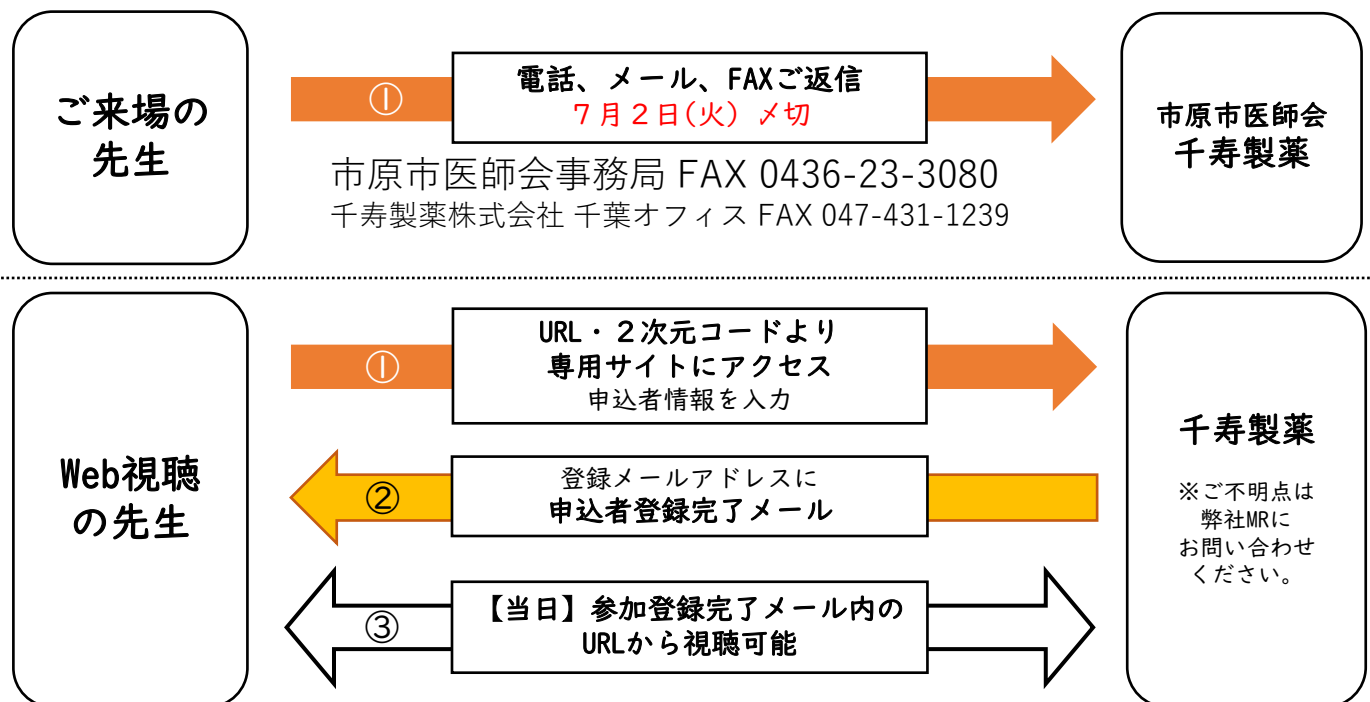 ご来場の
先生
①
電話、メール、FAXご返信
７月２日(火) 〆切
市原市医師会事務局 FAX 0436-23-3080
千寿製薬株式会社 千葉オフィス FAX 047-431-1239
市原市医師会
千寿製薬
Web視聴
の先生
①
URL・２次元コードより
専用サイトにアクセス
申込者情報を入力
②
登録メールアドレスに
申込者登録完了メール
③
【当日】参加登録完了メール内の
URLから視聴可能
千寿製薬
※ご不明点は
弊社MRに
お問い合わせ
ください。